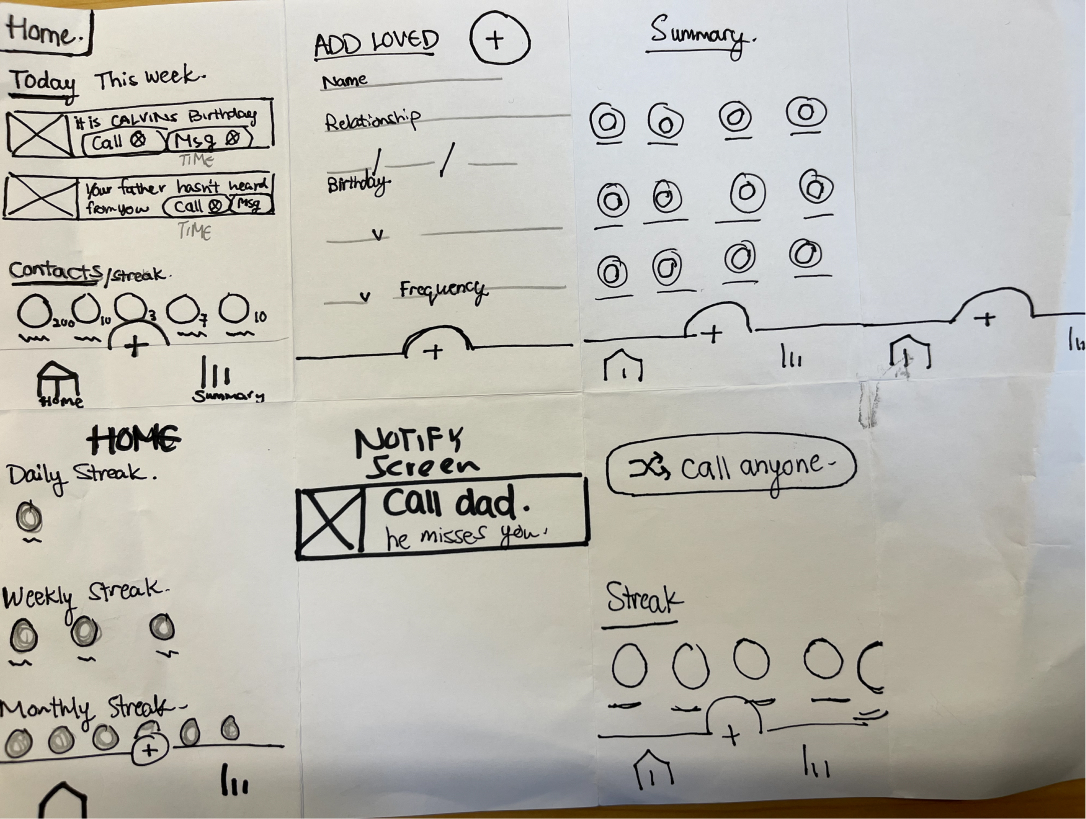 Home.
Today This week.
it is CALVINS Birthday
Call Msg
TIME
Your father hasn't heard
from you Call Msg
TIME
Contacts/streak.
200 10 3 7 10
+
Home Summary
ADD LOVED +
Name
Relationship
/ /
Birthday
v
v Frequency
+
Summary.
+
+
HOME
Daily Streak.
Weekly Streak.
Monthly Streak-
+
NOTIFY
Screen
Call dad.
he misses you.
Call anyone-
Streak
+